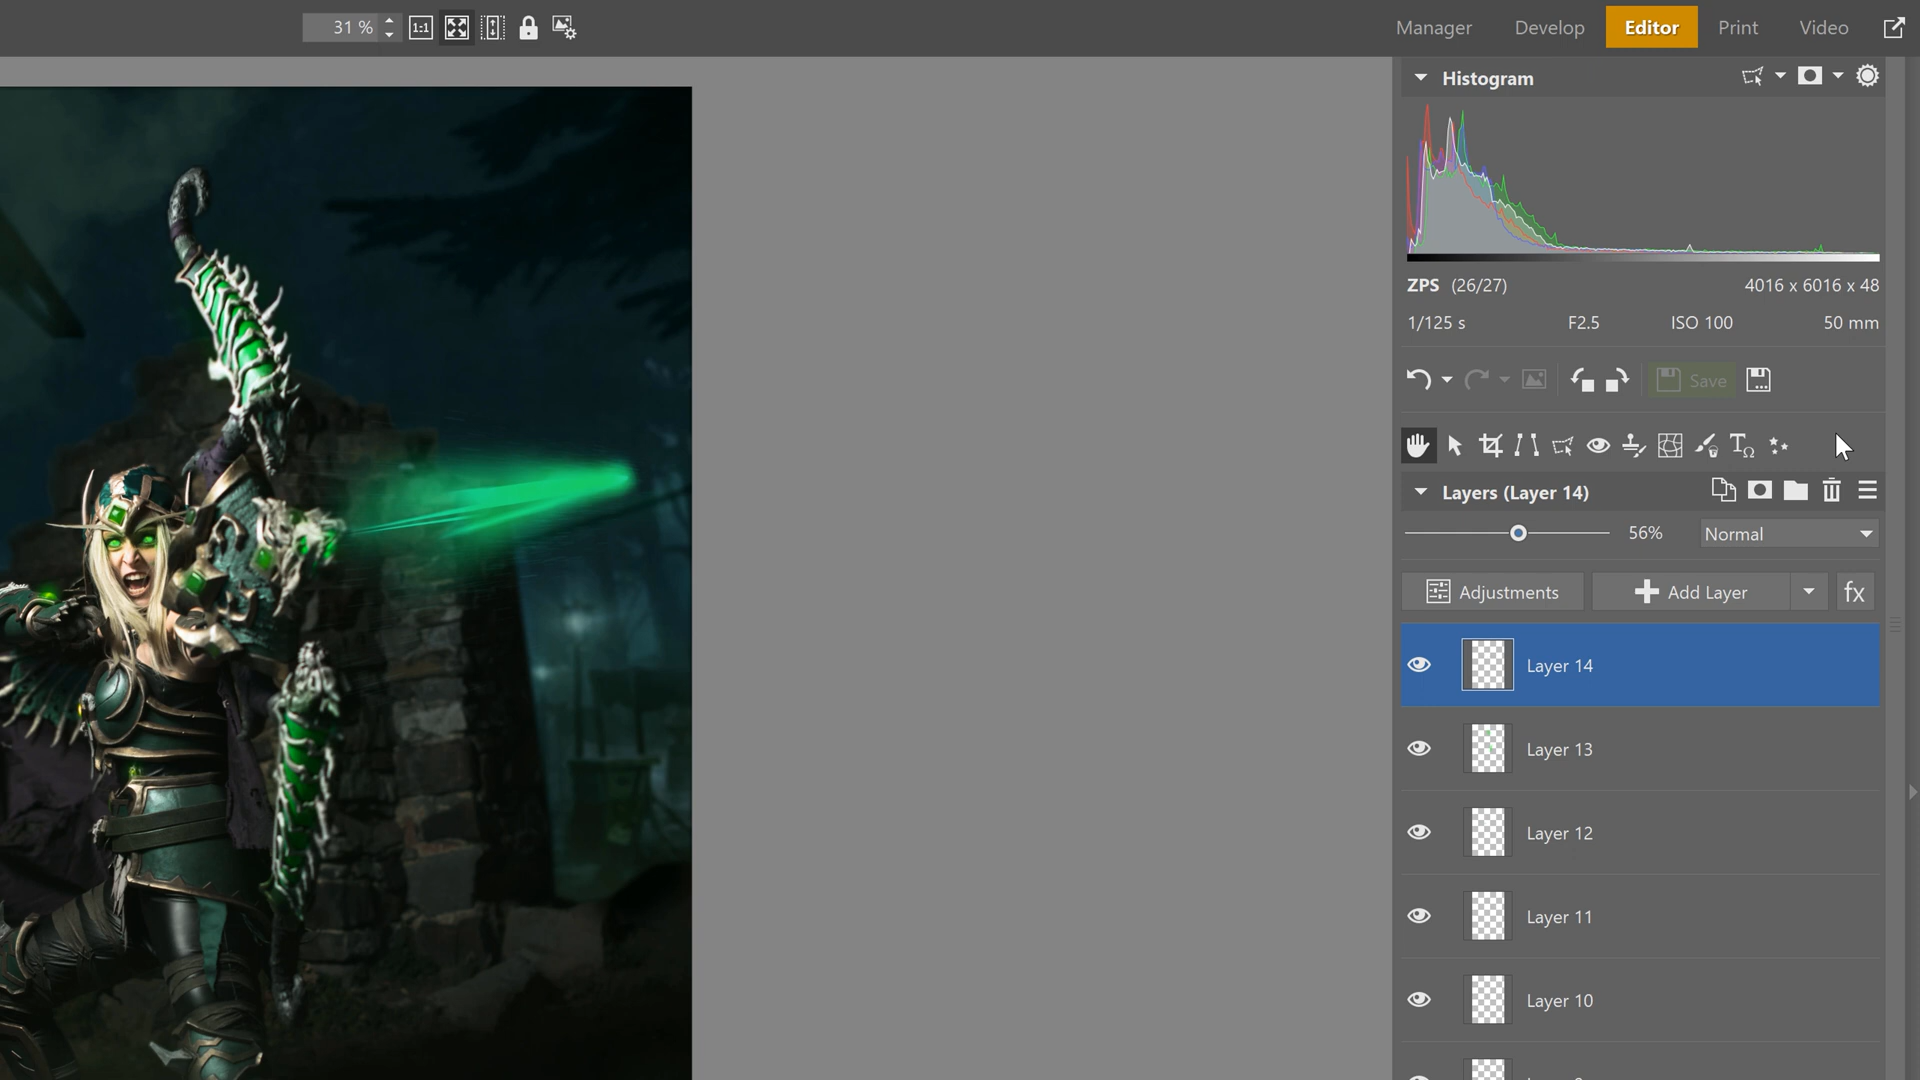 31 %
1:1
Manager
Develop
Editor
Print
Video
Histogram
ZPS (26/27)
4016 x 6016 x 48
1/125 s
F2.5
ISO 100
50 mm
Save
Layers (Layer 14)
56%
Normal
Adjustments
Add Layer
fx
Layer 14
Layer 13
Layer 12
Layer 11
Layer 10